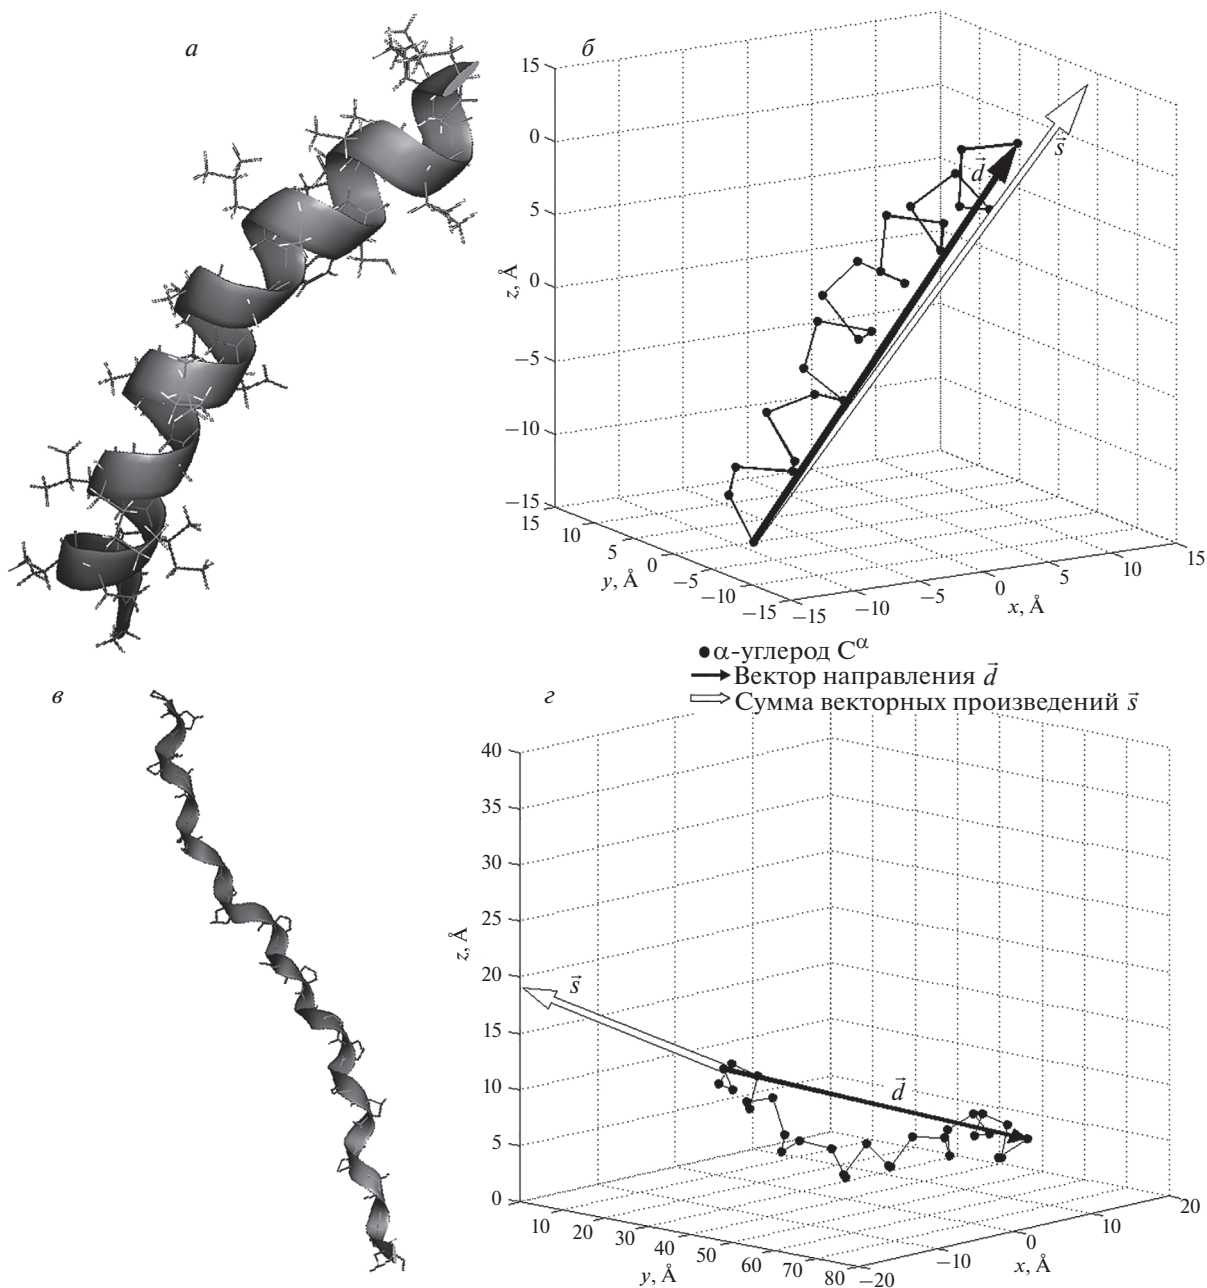 а
б
15
0
5
0
−5
−10
−15
z, Å
15
10
5
0
−5
−10
−15
y, Å
−15
−10
−5
0
5
10
15
x, Å
d
s
α-углерод Cα
Вектор направления d
Сумма векторных произведений s
в
г
40
35
30
25
20
15
10
5
0
z, Å
10
20
30
40
50
60
70
80
y, Å
−20
−10
0
10
20
x, Å
s
d